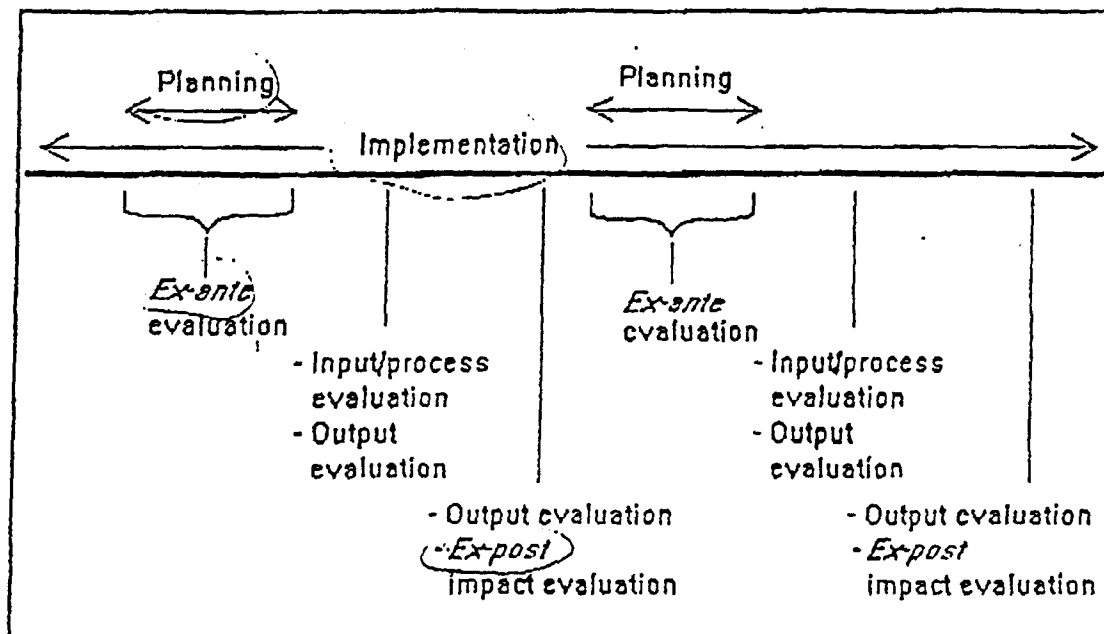 Planning
Planning
Implementation
Ex-ante
evaluation
Ex-ante
evaluation
- Input/process
evaluation
- Output
evaluation
- Input/process
evaluation
- Output
evaluation
- Output evaluation
- Ex-post
impact evaluation
- Output evaluation
- Ex-post
impact evaluation